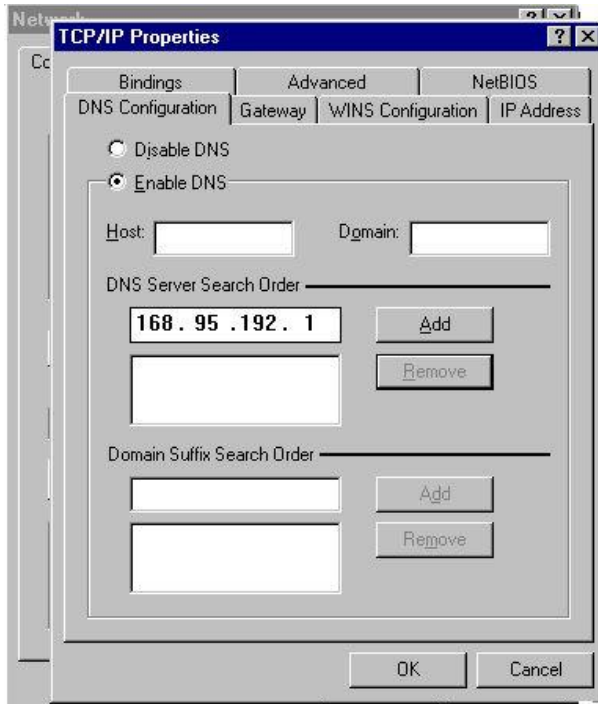 Network
TCP/IP Properties
Bindings Advanced NetBIOS
DNS Configuration Gateway WINS Configuration IP Address
Disable DNS
Enable DNS
Host: Domain:
DNS Server Search Order
168 . 95 .192 . 1 Add
Remove
Domain Suffix Search Order
Add
Remove
OK Cancel